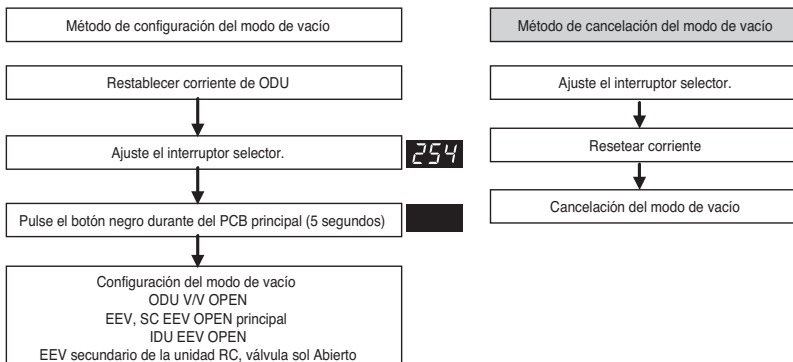 Método de configuración del modo de vacío
Restablecer corriente de ODU
Ajuste el interruptor selector.
254
Pulse el botón negro durante del PCB principal (5 segundos)
Configuración del modo de vacío
ODU V/V OPEN
EEV, SC EEV OPEN principal
IDU EEV OPEN
EEV secundario de la unidad RC, válvula sol Abierto
Método de cancelación del modo de vacío
Ajuste el interruptor selector.
Resetear corriente
Cancelación del modo de vacío